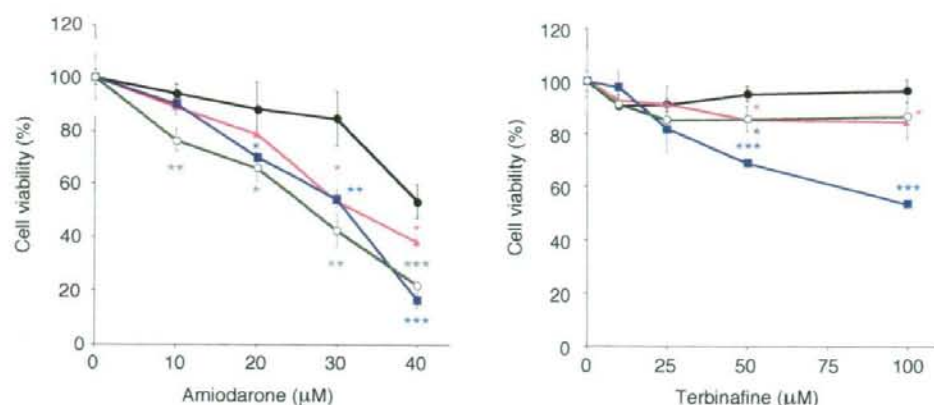 120
100
80
60
40
20
0
Cell viability (%)
0 10 20 30 40
Amiodarone (µM)
** * * * ** ** * *** ***
120
100
80
60
40
20
0
Cell viability (%)
0 25 50 75 100
Terbinafine (µM)
* * *** * ***